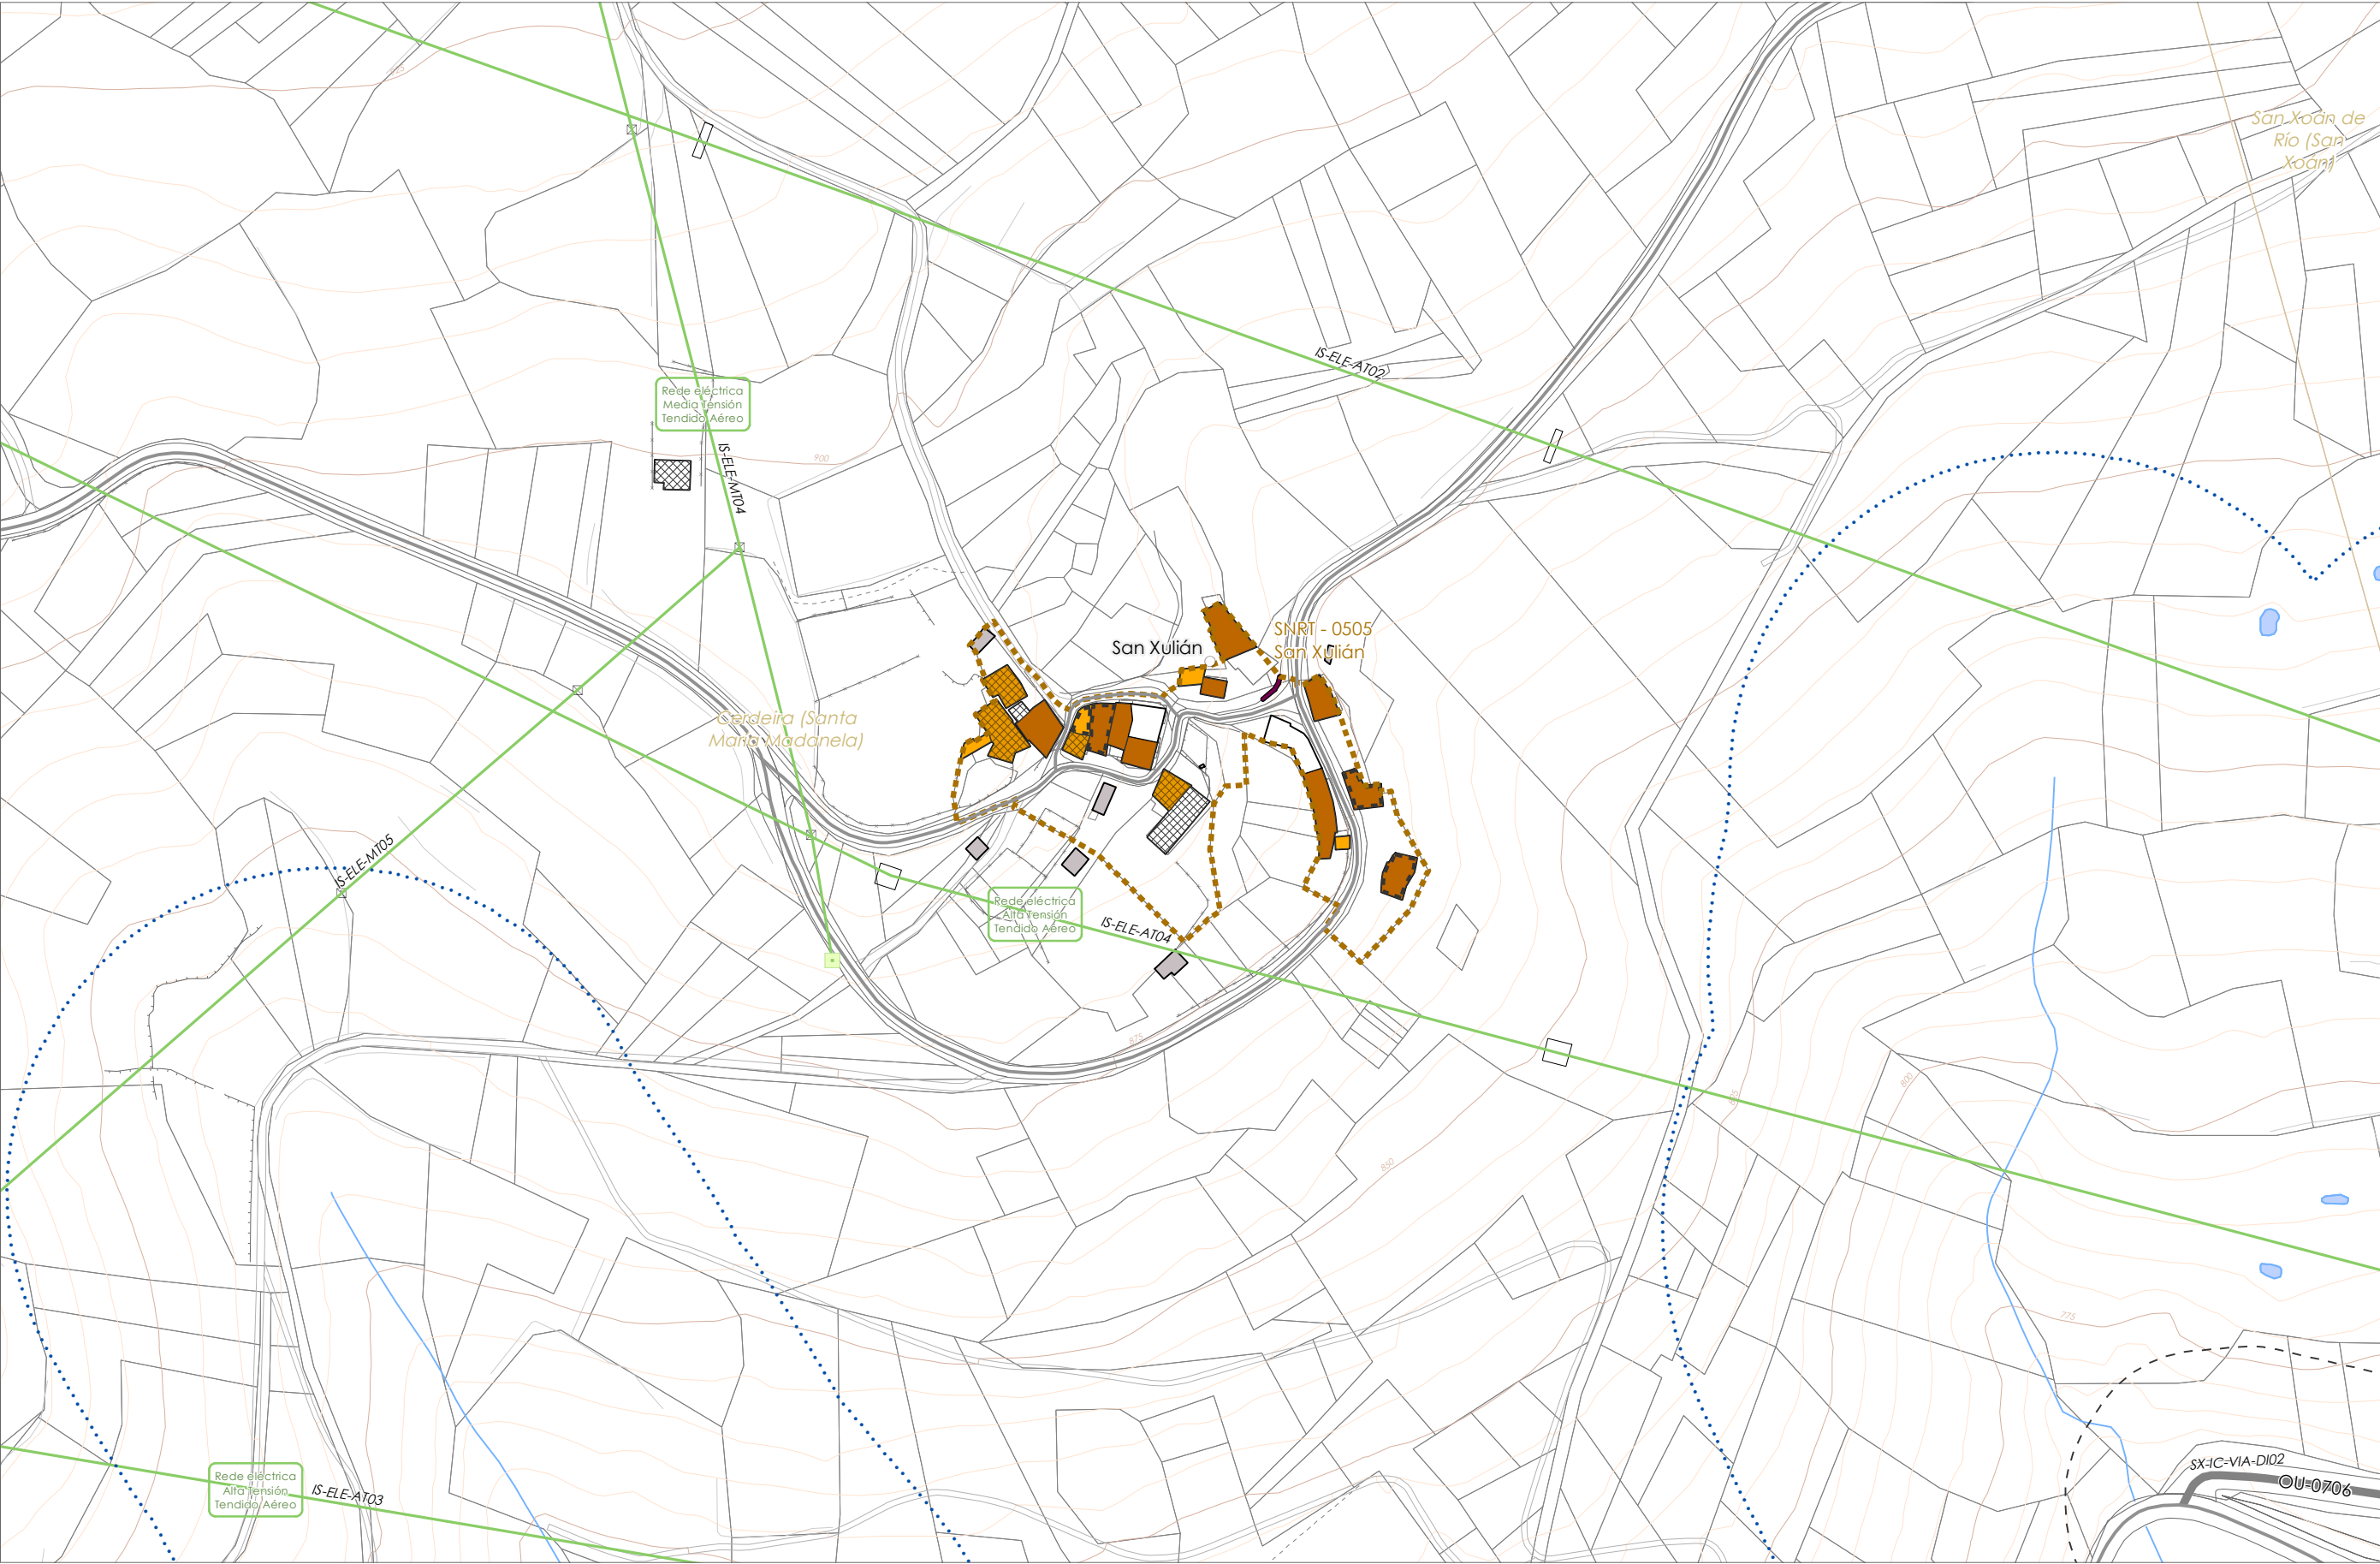 925
San Xoán de
Río (San
Xoán)
IS-ELE-AT02
Rede eléctrica
Media Tensión
Tendido Aéreo
IS-ELE-MT04
900
SNRT - 0505
San Xulián
San Xulián
Cerdeira (Santa
María Madanela)
IS-ELE-MT05
Rede eléctrica
Alta Tensión
Tendido Aéreo
IS-ELE-AT04
875
825
800
850
775
SX-IC-VIA-DI02
OU-0706
Rede eléctrica
Alta Tensión
Tendido Aéreo
IS-ELE-AT03